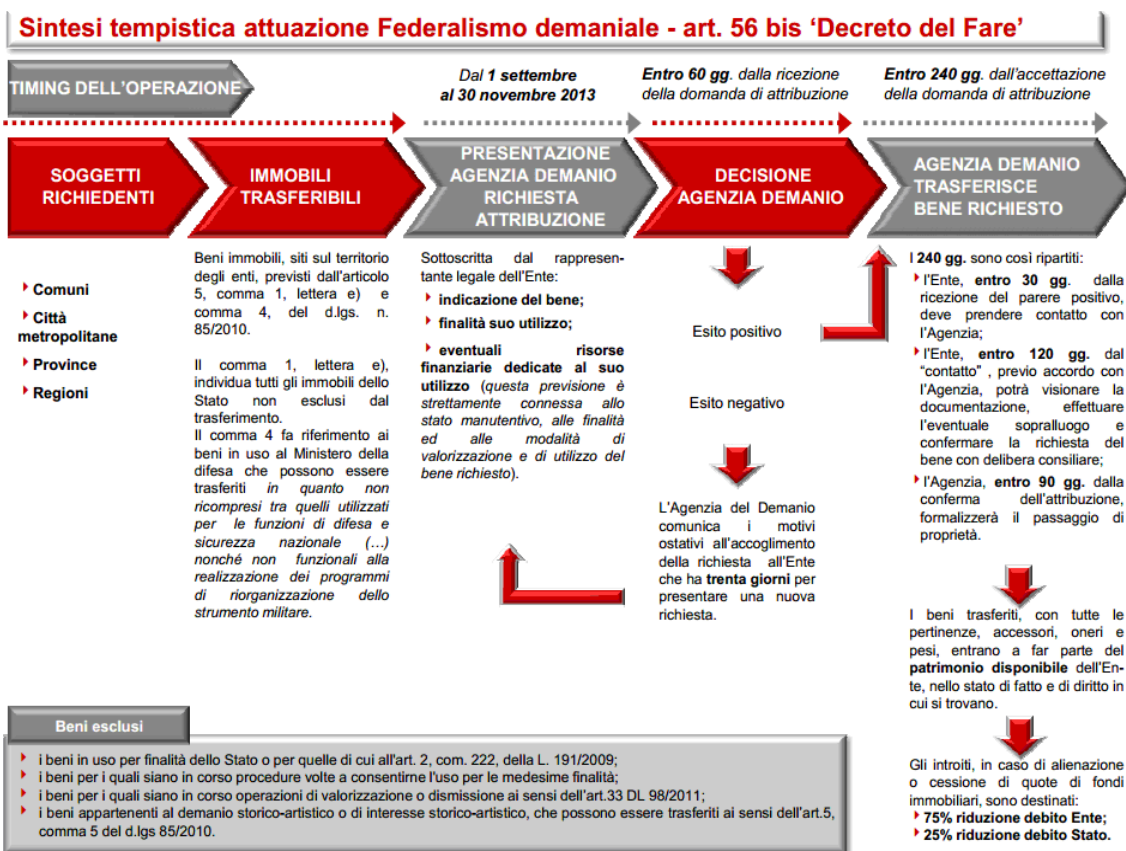 Sintesi tempistica attuazione Federalismo demaniale - art. 56 bis ‘Decreto del Fare’
TIMING DELL’OPERAZIONE
Dal 1 settembre
al 30 novembre 2013
Entro 60 gg. dalla ricezione
della domanda di attribuzione
Entro 240 gg. dall’accettazione
della domanda di attribuzione
SOGGETTI
RICHIEDENTI
IMMOBILI
TRASFERIBILI
PRESENTAZIONE
AGENZIA DEMANIO
RICHIESTA
ATTRIBUZIONE
DECISIONE
AGENZIA DEMANIO
AGENZIA DEMANIO
TRASFERISCE
BENE RICHIESTO
Comuni
Città
metropolitane
Province
Regioni
Beni immobili, siti sul territorio
degli enti, previsti dall’articolo
5, comma 1, lettera e) e
comma 4, del d.lgs. n.
85/2010.
Il comma 1, lettera e),
individua tutti gli immobili dello
Stato non esclusi dal
trasferimento.
Il comma 4 fa riferimento ai
beni in uso al Ministero della
difesa che possono essere
trasferiti in quanto non
ricompresi tra quelli utilizzati
per le funzioni di difesa e
sicurezza nazionale (…)
nonché non funzionali alla
realizzazione dei programmi
di riorganizzazione dello
strumento militare.
Sottoscritta dal rappresen-
tante legale dell’Ente:
indicazione del bene;
finalità suo utilizzo;
eventuali risorse
finanziarie dedicate al suo
utilizzo (questa previsione è
strettamente connessa allo
stato manutentivo, alle finalità
ed alle modalità di
valorizzazione e di utilizzo del
bene richiesto).
Esito positivo
Esito negativo
L’Agenzia del Demanio
comunica i motivi
ostativi all’accoglimento
della richiesta all’Ente
che ha trenta giorni per
presentare una nuova
richiesta.
I 240 gg. sono così ripartiti:
l’Ente, entro 30 gg. dalla
ricezione del parere positivo,
deve prendere contatto con
l’Agenzia;
l’Ente, entro 120 gg. dal
“contatto” , previo accordo con
l’Agenzia, potrà visionare la
documentazione, effettuare
l’eventuale sopralluogo e
confermare la richiesta del
bene con delibera consiliare;
l’Agenzia, entro 90 gg. dalla
conferma dell’attribuzione,
formalizzerà il passaggio di
proprietà.
I beni trasferiti, con tutte le
pertinenze, accessori, oneri e
pesi, entrano a far parte del
patrimonio disponibile dell’En-
te, nello stato di fatto e di diritto in
cui si trovano.
Gli introiti, in caso di alienazione
o cessione di quote di fondi
immobiliari, sono destinati:
75% riduzione debito Ente;
25% riduzione debito Stato.
Beni esclusi
i beni in uso per finalità dello Stato o per quelle di cui all'art. 2, com. 222, della L. 191/2009;
i beni per i quali siano in corso procedure volte a consentirne l'uso per le medesime finalità;
i beni per i quali siano in corso operazioni di valorizzazione o dismissione ai sensi dell’art.33 DL 98/2011;
i beni appartenenti al demanio storico-artistico o di interesse storico-artistico, che possono essere trasferiti ai sensi dell’art.5,
comma 5 del d.lgs 85/2010.